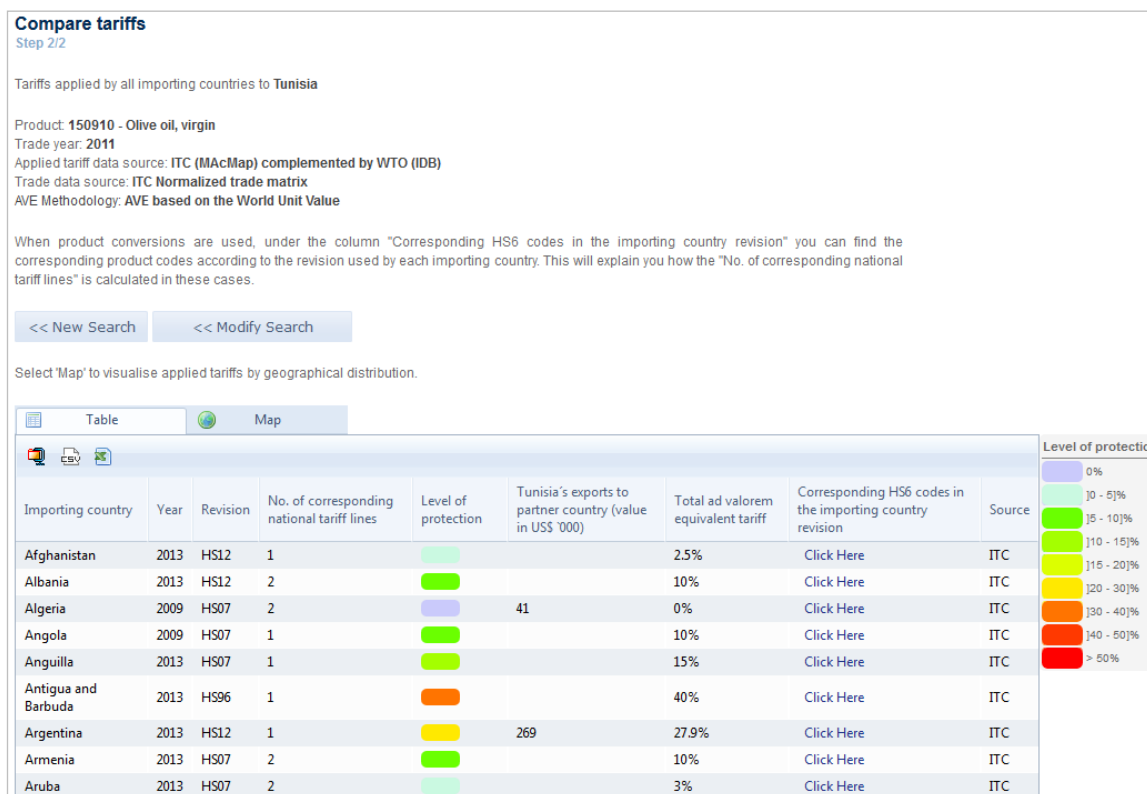 Compare tariffs
Step 2/2
Tariffs applied by all importing countries to Tunisia
Product: 150910 - Olive oil, virgin
Trade year: 2011
Applied tariff data source: ITC (MAcMap) complemented by WTO (IDB)
Trade data source: ITC Normalized trade matrix
AVE Methodology: AVE based on the World Unit Value
When product conversions are used, under the column "Corresponding HS6 codes in the importing country revision" you can find the
corresponding product codes according to the revision used by each importing country. This will explain you how the "No. of corresponding national
tariff lines" is calculated in these cases.
<< New Search << Modify Search
Select 'Map' to visualise applied tariffs by geographical distribution.
Table Map
CSV
Importing country Year Revision No. of corresponding national tariff lines Level of protection Tunisia´s exports to partner country (value in US$ `000) Total ad valorem equivalent tariff Corresponding HS6 codes in the importing country revision Source
Afghanistan 2013 HS12 1 2.5% Click Here ITC
Albania 2013 HS12 2 10% Click Here ITC
Algeria 2009 HS07 2 41 0% Click Here ITC
Angola 2009 HS07 1 10% Click Here ITC
Anguilla 2013 HS07 1 15% Click Here ITC
Antigua and Barbuda 2013 HS96 1 40% Click Here ITC
Argentina 2013 HS12 1 269 27.9% Click Here ITC
Armenia 2013 HS07 2 10% Click Here ITC
Aruba 2013 HS07 2 3% Click Here ITC
Level of protectic
0%
]0 - 5]%
]5 - 10]%
]10 - 15]%
]15 - 20]%
]20 - 30]%
]30 - 40]%
]40 - 50]%
> 50%